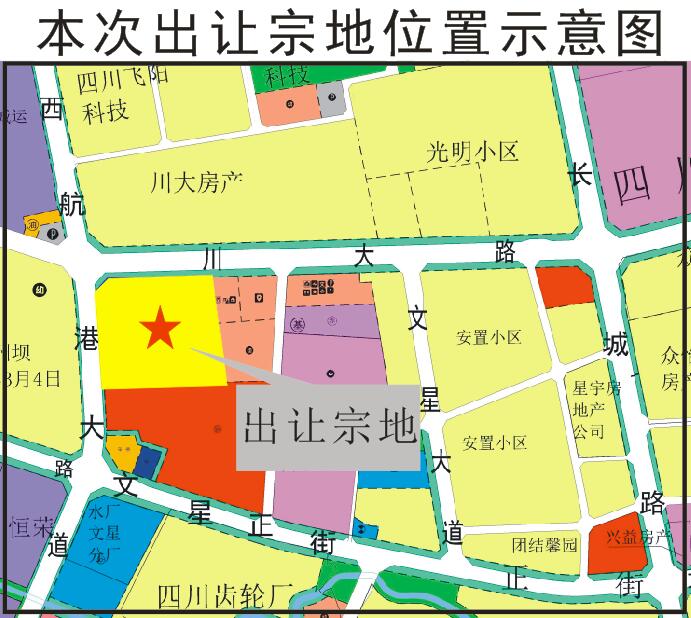 本次出让宗地位置示意图
四川飞阳
科技
科技
成运
西
航
港
大
道
川大房产
光明小区
长
城
路
四川
川
大
路
幼
文
星
大
道
安置小区
安置小区
星宇房
地产
公司
房产
川坝
3月4日
出让宗地
路
文
星
正
街
恒荣
水厂
文星
分厂
四川齿轮厂
团结馨园
兴益房产
正
街